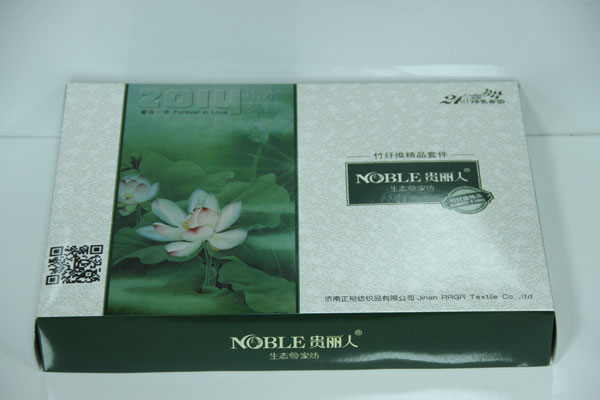 2014
Forever in Love
竹纤维精品套件
NOBLE 贵丽人®
生态家纺
济南正裕纺织品有限公司 Jinan RRGR Textile Co.,ltd
NOBLE 贵丽人®
生态家纺